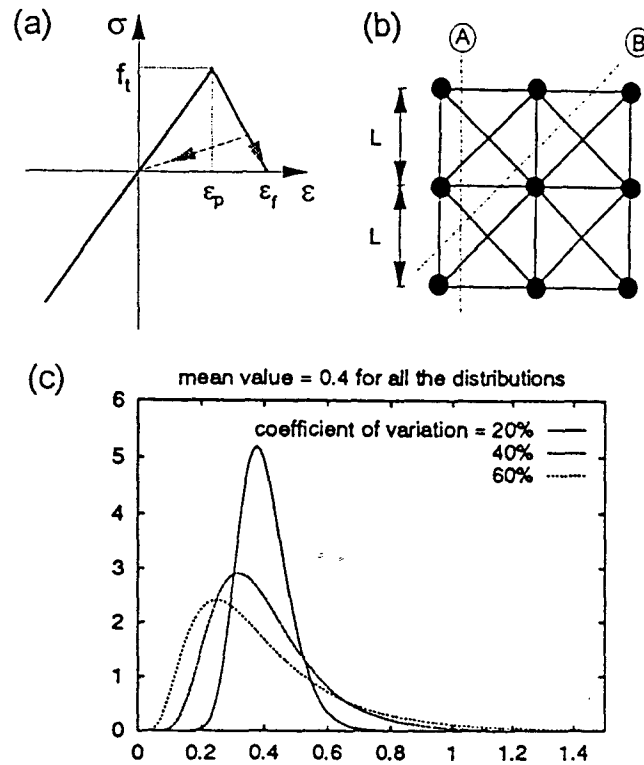 (a)
σ
f_t
ε_p
ε_f
ε
(b)
A
B
L
L
(c)
mean value = 0.4 for all the distributions
coefficient of variation = 20%
40%
60%
6
5
4
3
2
1
0
0 0.2 0.4 0.6 0.8 1 1.2 1.4